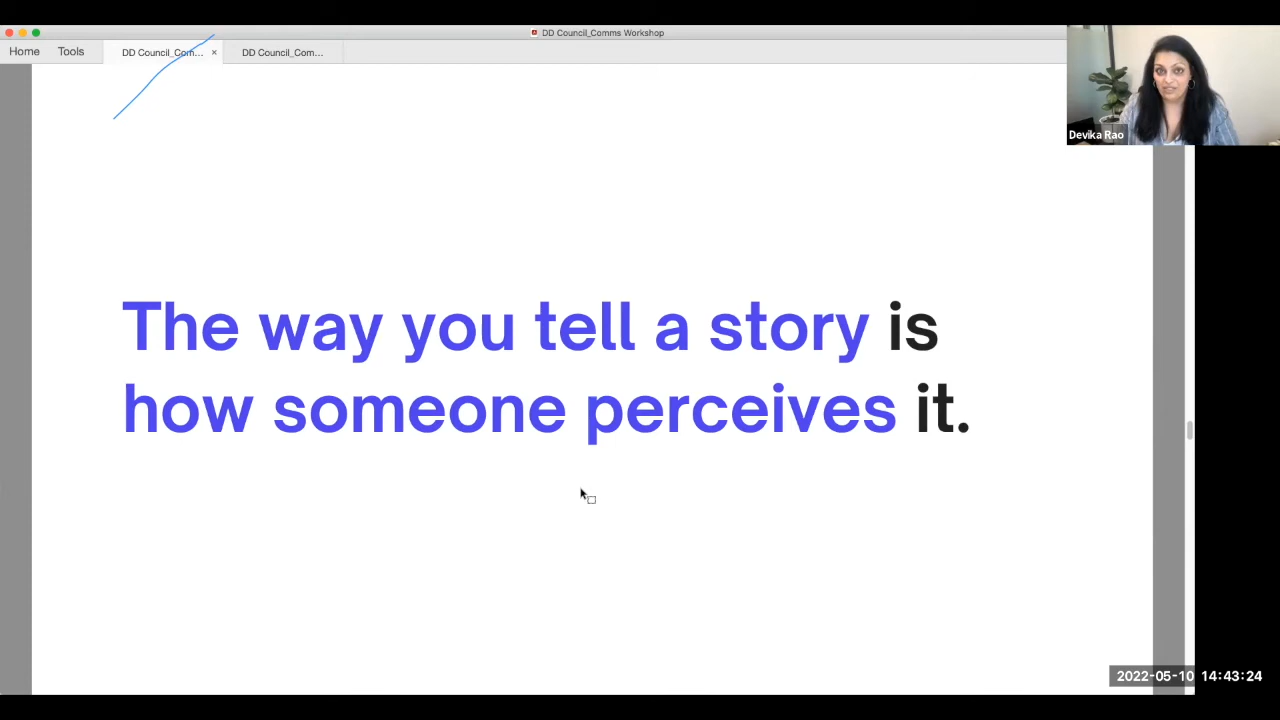 DD Council_Comms Workshop
Home Tools DD Council_Com... × DD Council_Com...
Devika Rao
The way you tell a story is
how someone perceives it.
2022-05-10 14:43:24